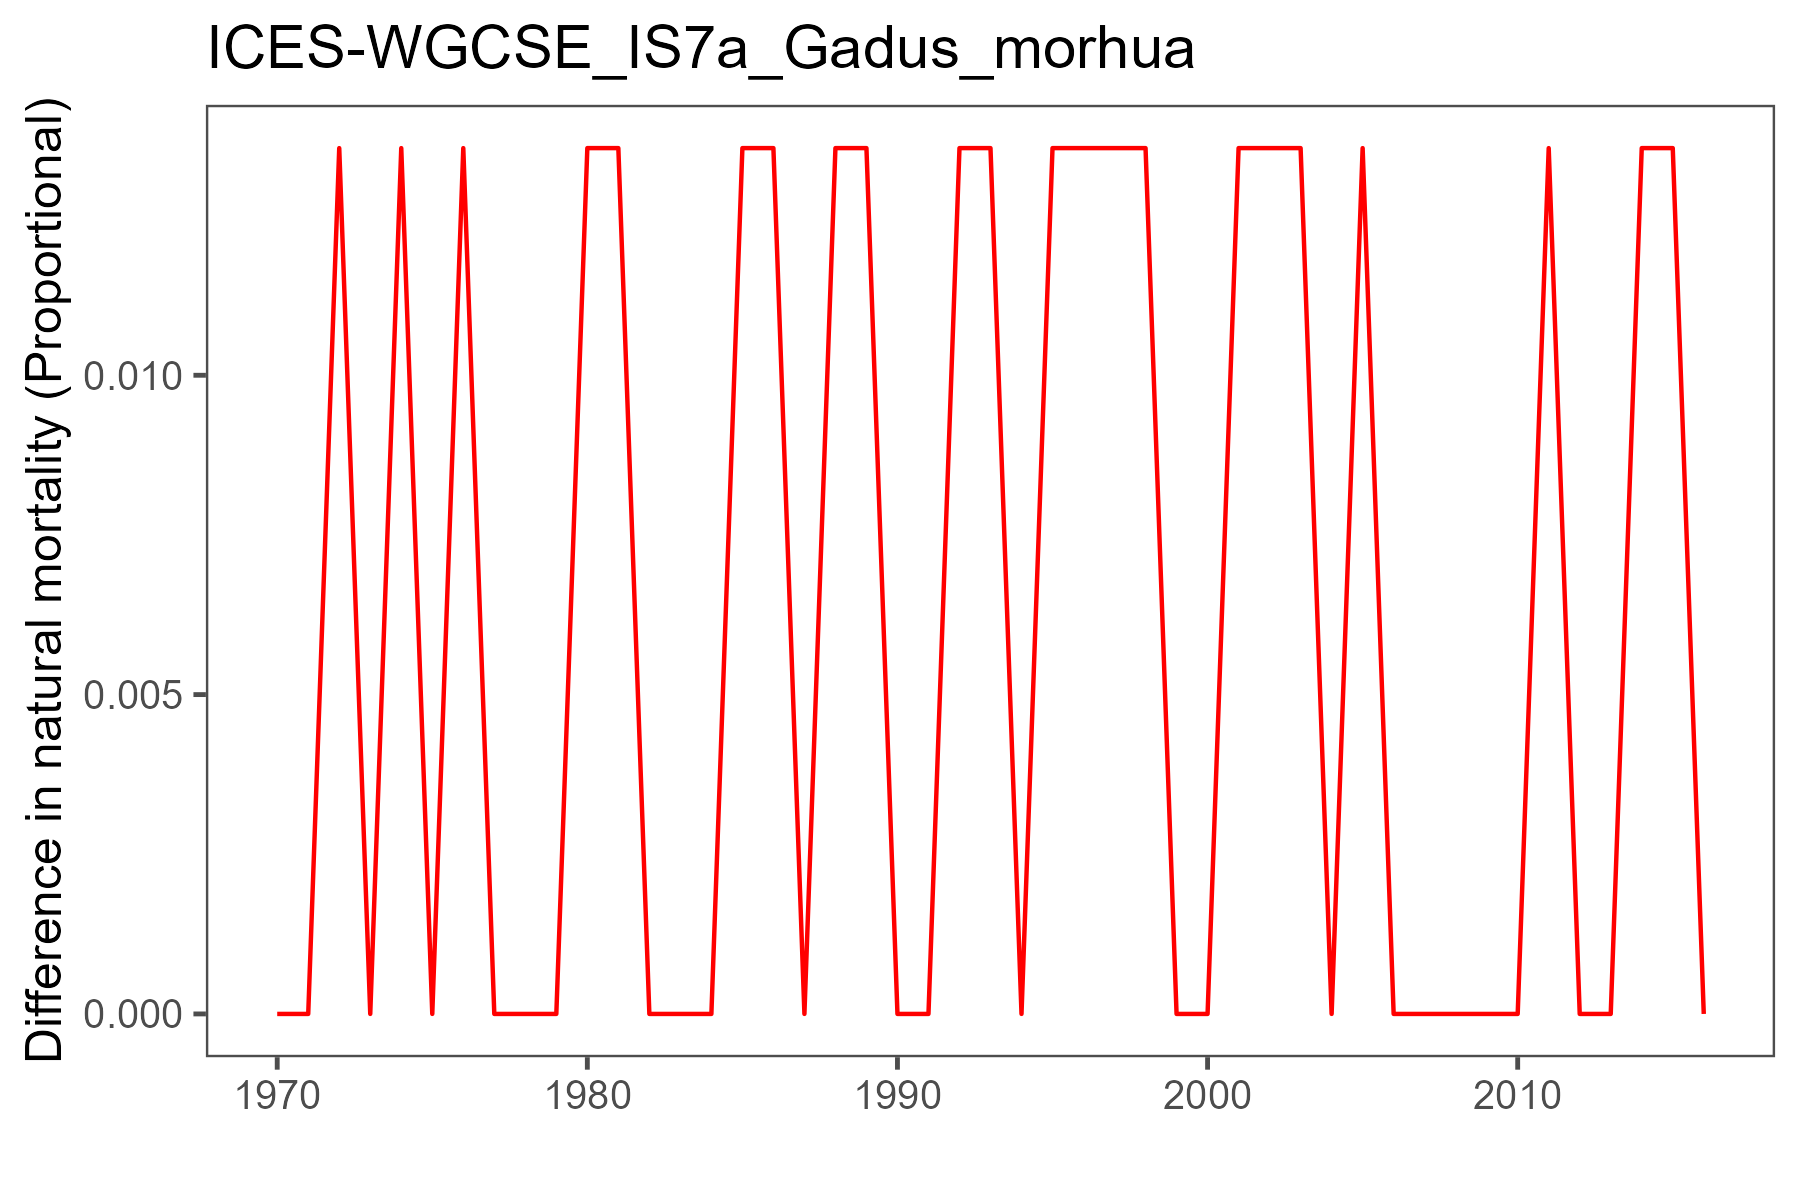 ICES-WGCSE_IS7a_Gadus_morhua
Difference in natural mortality (Proportional)
0.010
0.005
0.000
1970 1980 1990 2000 2010